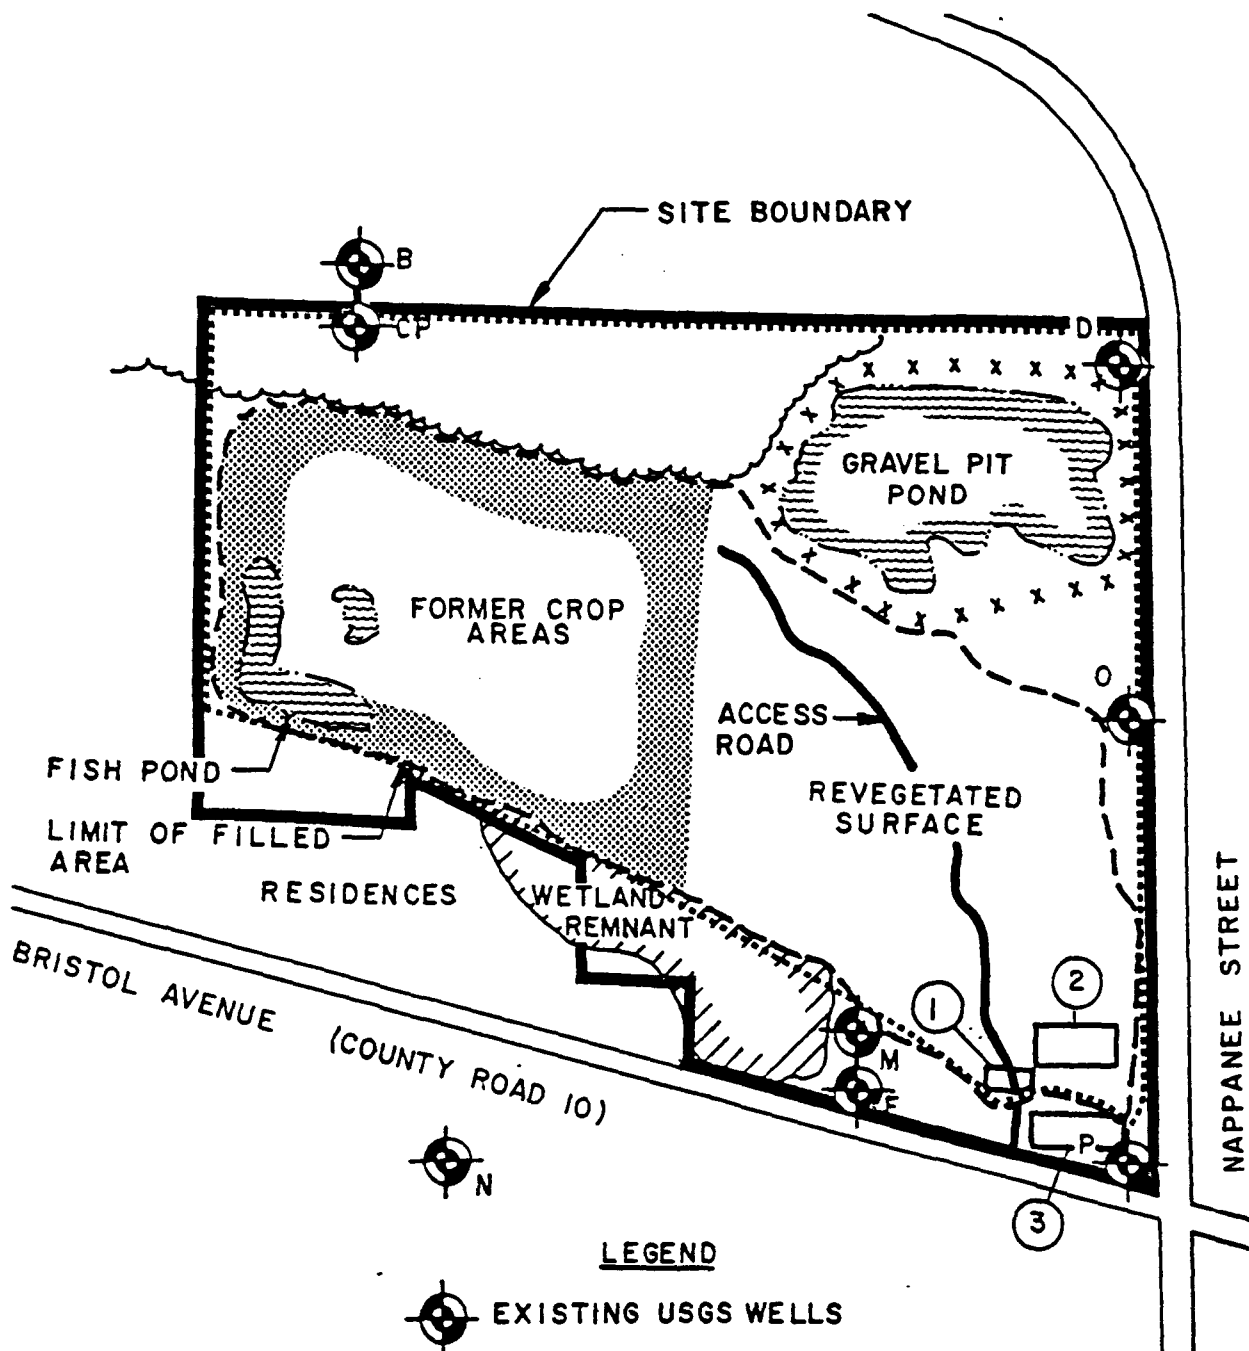 SITE BOUNDARY
B
CP
D
GRAVEL PIT
POND
FORMER CROP
AREAS
O
ACCESS
ROAD
FISH POND
REVEGETATED
SURFACE
LIMIT OF FILLED
AREA
RESIDENCES
WETLAND
REMNANT
BRISTOL AVENUE (COUNTY ROAD 10)
NAPPANEE STREET
1
2
M
E
P
3
N
LEGEND
EXISTING USGS WELLS